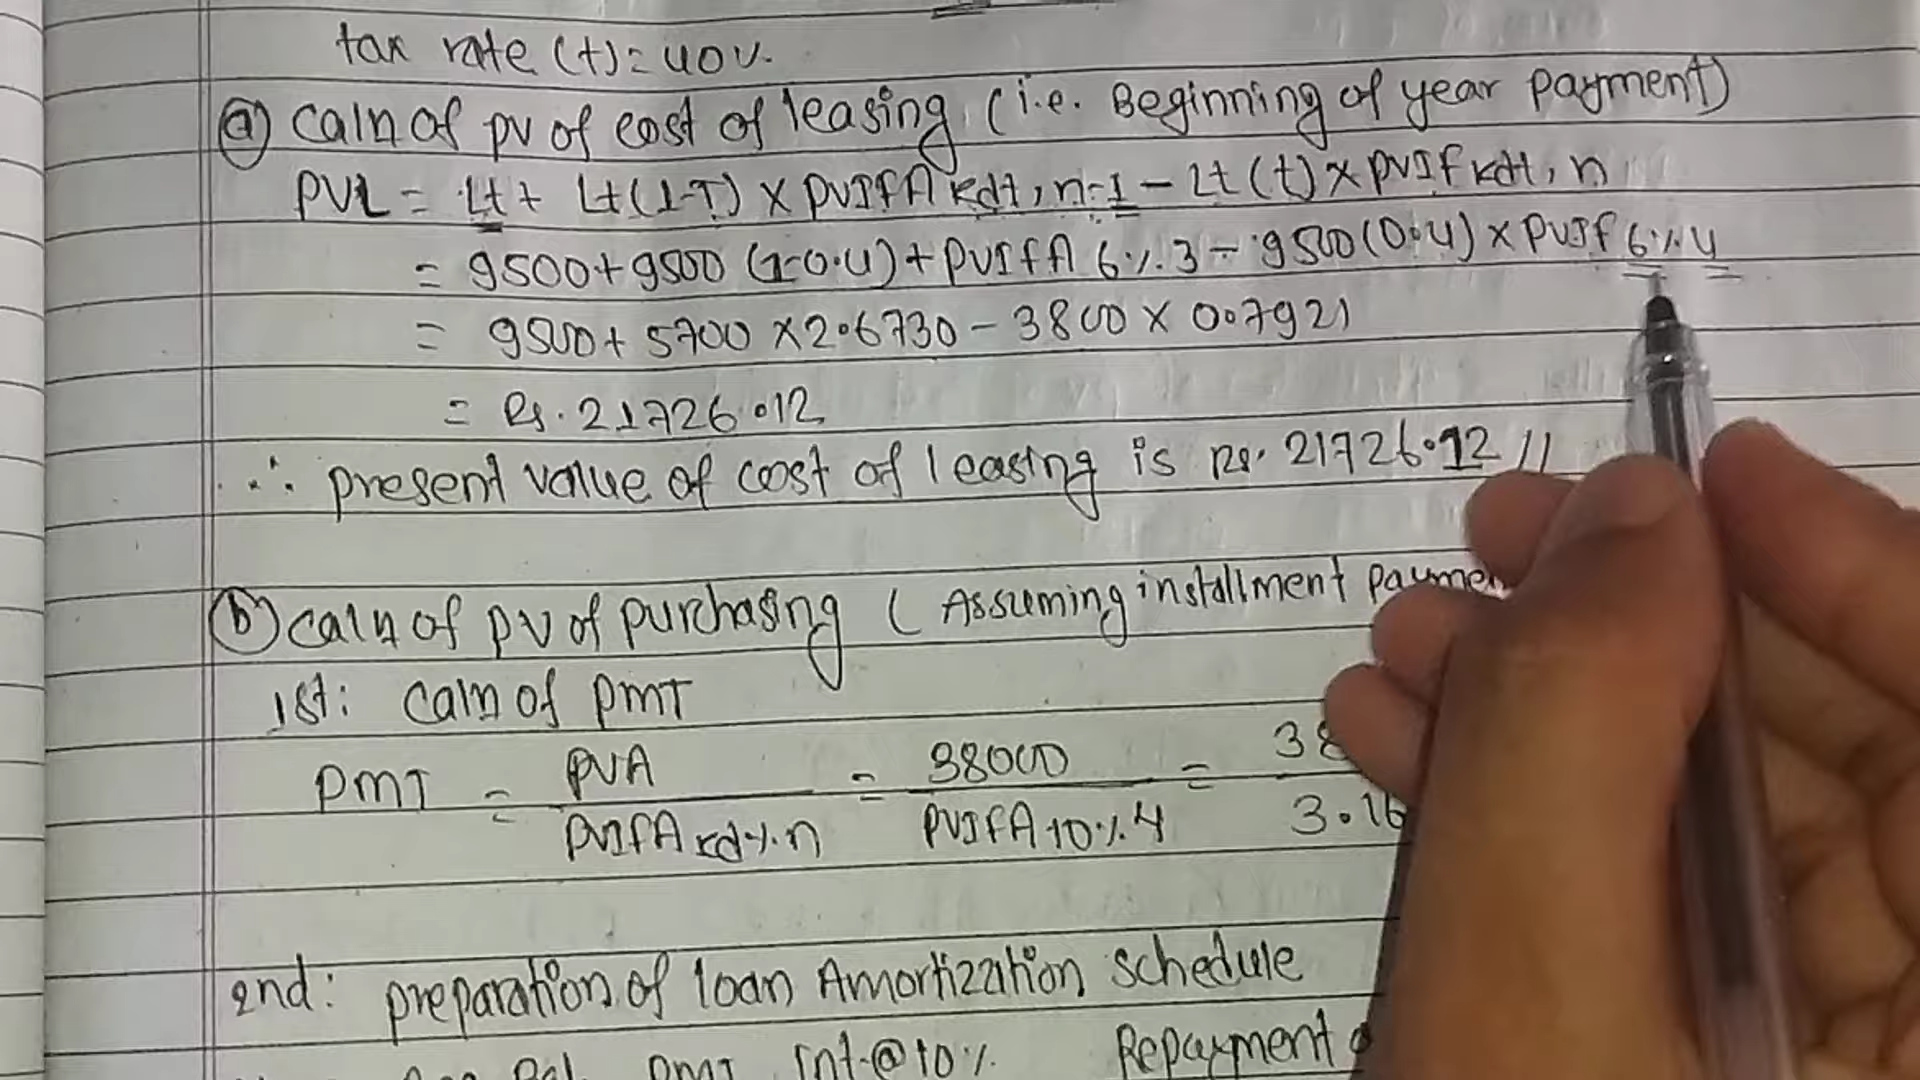 tax rate (t)=40%.
(a) caln of pv of cost of leasing (i.e. Beginning of year payment)
PVL = Lt + Lt(1-T) x PVIFA kdt, n-1 - Lt(t) x PVIF kdt, n
= 9500+9500 (1-0.4)+PVIFA 6% 3 - 9500(0.4) x PVIF 6% 4
= 9500+ 5700 x2.6730 - 3800 x 0.7921
= Rs. 21726.12
∴ present value of cost of leasing is Rs. 21726.12 //
(b) caln of pv of purchasing ( Assuming installment
1st: caln of PMT
PMT = PVA / PVIFA kd%.n = 38000 / PVIFA 10% 4 = 38 / 3.16
2nd: preparation of loan Amortization schedule
Bal. PMT Int.@10% Repayment